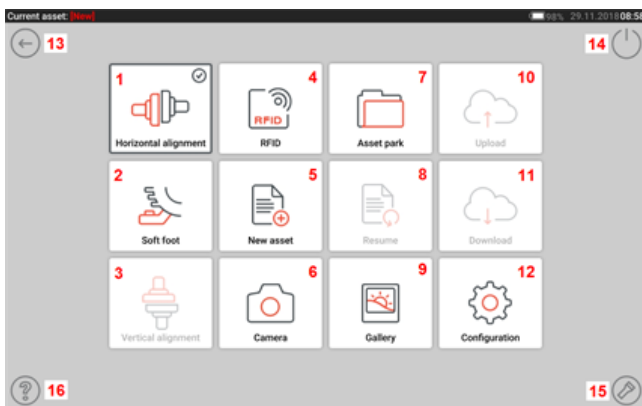 Current asset: [New] 98% 29.11.2018 08:58
13 14
1 4 7 10
RFID
Horizontal alignment RFID Asset park Upload
2 5 8 11
Soft foot New asset Resume Download
3 6 9 12
Vertical alignment Camera Gallery Configuration
? 16 15